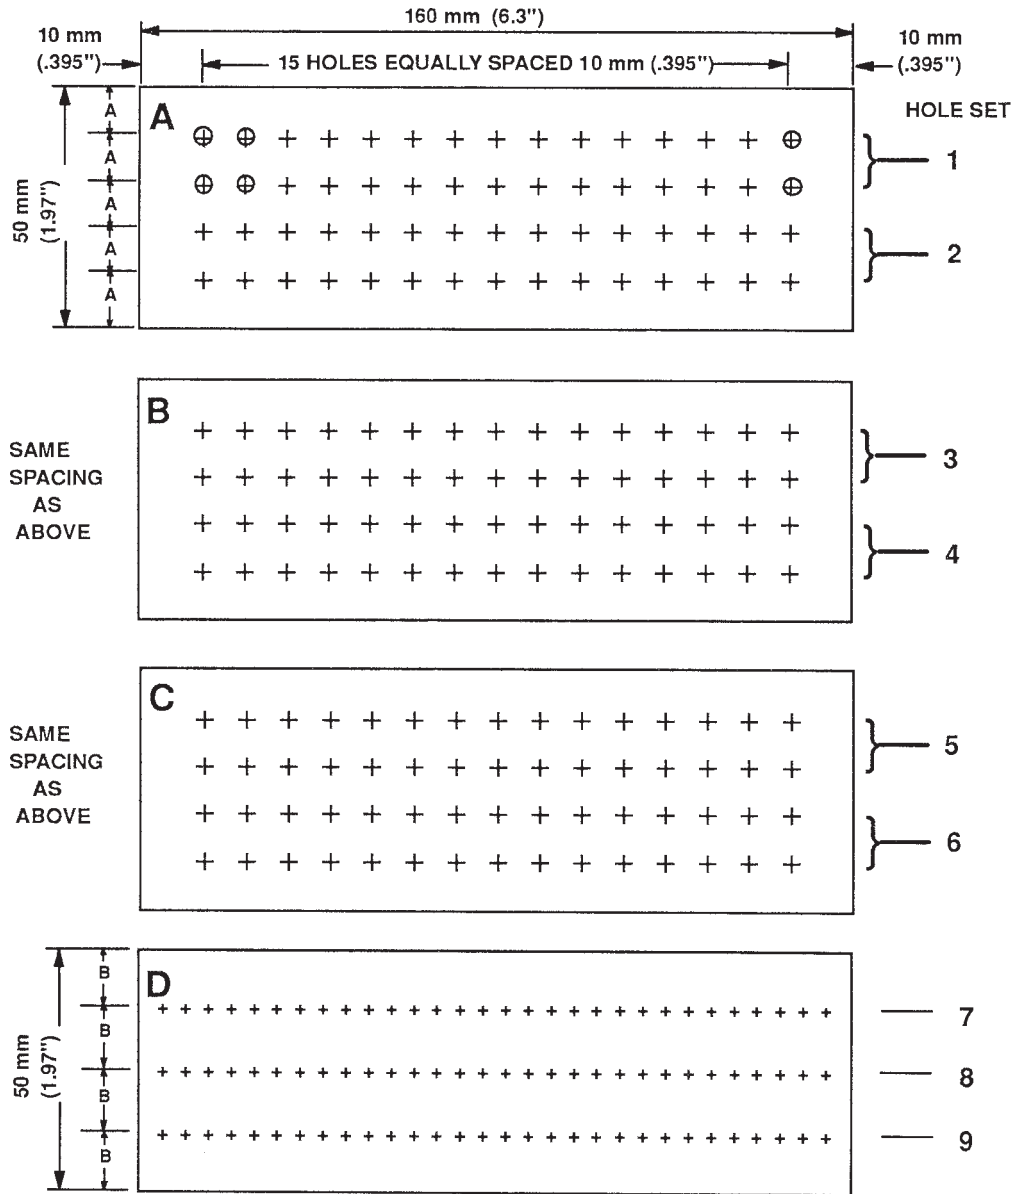 160 mm (6.3")
10 mm
(.395")
15 HOLES EQUALLY SPACED 10 mm (.395")
10 mm
(.395")
HOLE SET
50 mm
(1.97")
A
A
A
A
A
A
1
2
B
SAME
SPACING
AS
ABOVE
3
4
C
SAME
SPACING
AS
ABOVE
5
6
50 mm
(1.97")
B
B
B
B
D
7
8
9